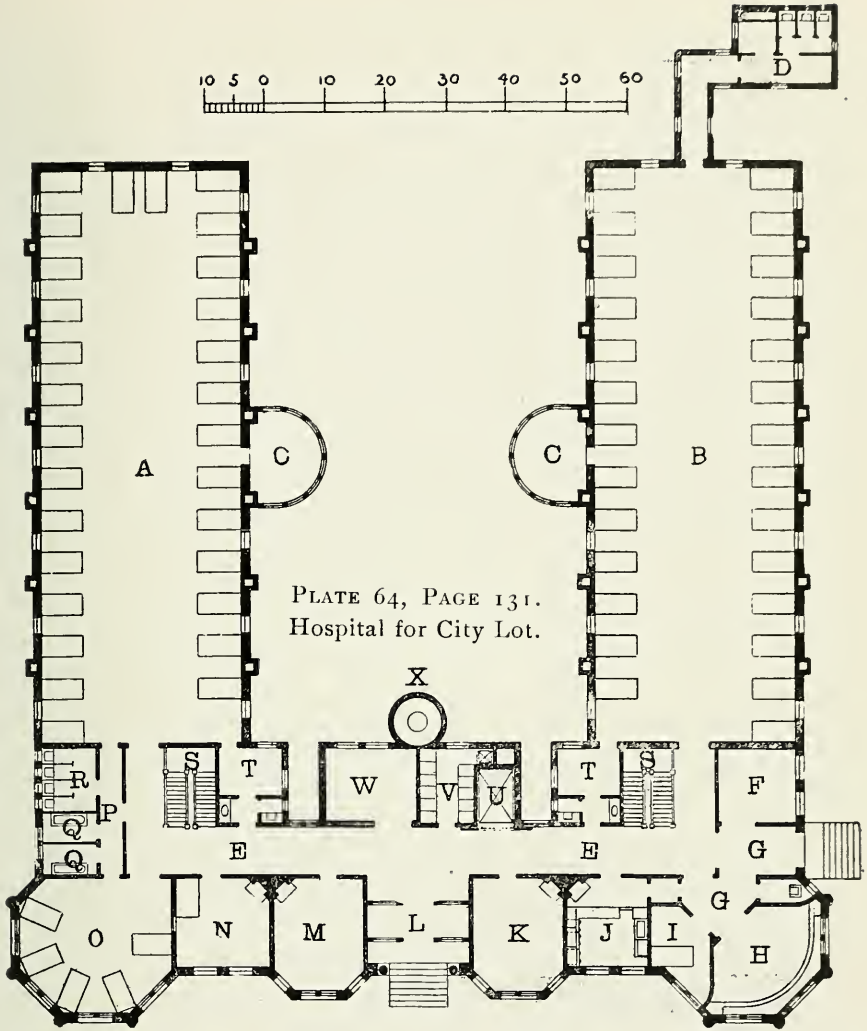 10 5 0 10 20 30 40 50 60
D
A
C
C
B
PLATE 64, PAGE 131.
Hospital for City Lot.
X
R
P
S
T
W
V
U
T
S
F
Q
Q
E
E
G
G
O
N
M
L
K
J
I
H